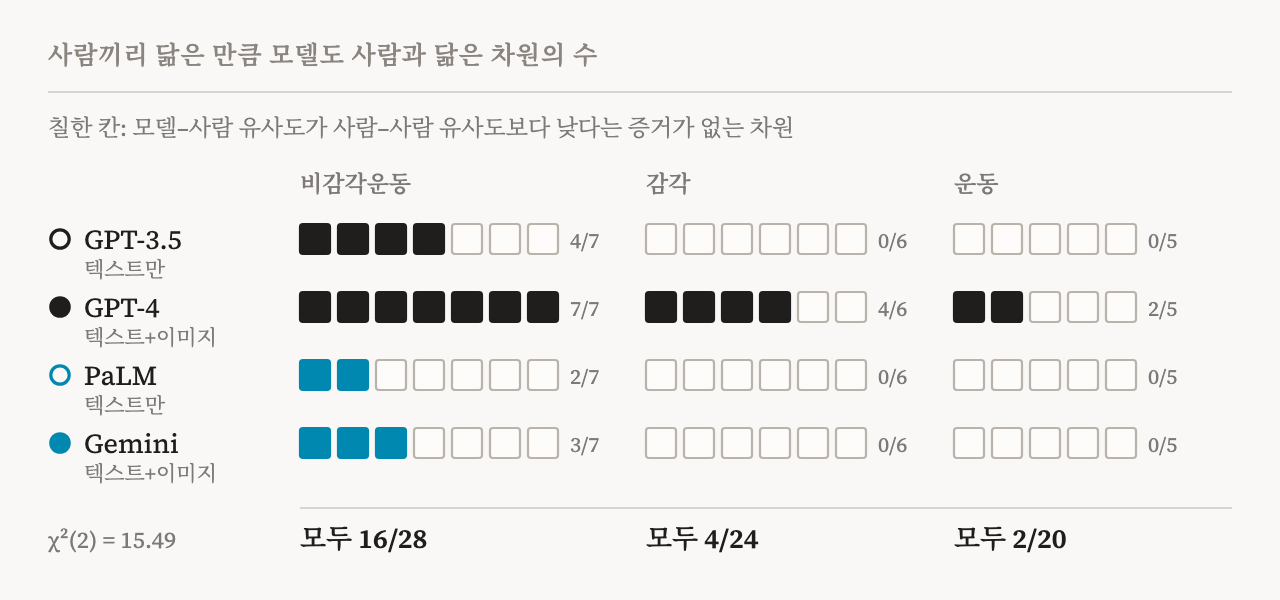 사람끼리 닮은 만큼 모델도 사람과 닮은 차원의 수
칠한 칸: 모델–사람 유사도가 사람–사람 유사도보다 낮다는 증거가 없는 차원
비감각운동 감각 운동
GPT-3.5 4/7 0/6 0/5
텍스트만
GPT-4 7/7 4/6 2/5
텍스트+이미지
PaLM 2/7 0/6 0/5
텍스트만
Gemini 3/7 0/6 0/5
텍스트+이미지
χ²(2) = 15.49 모두 16/28 모두 4/24 모두 2/20